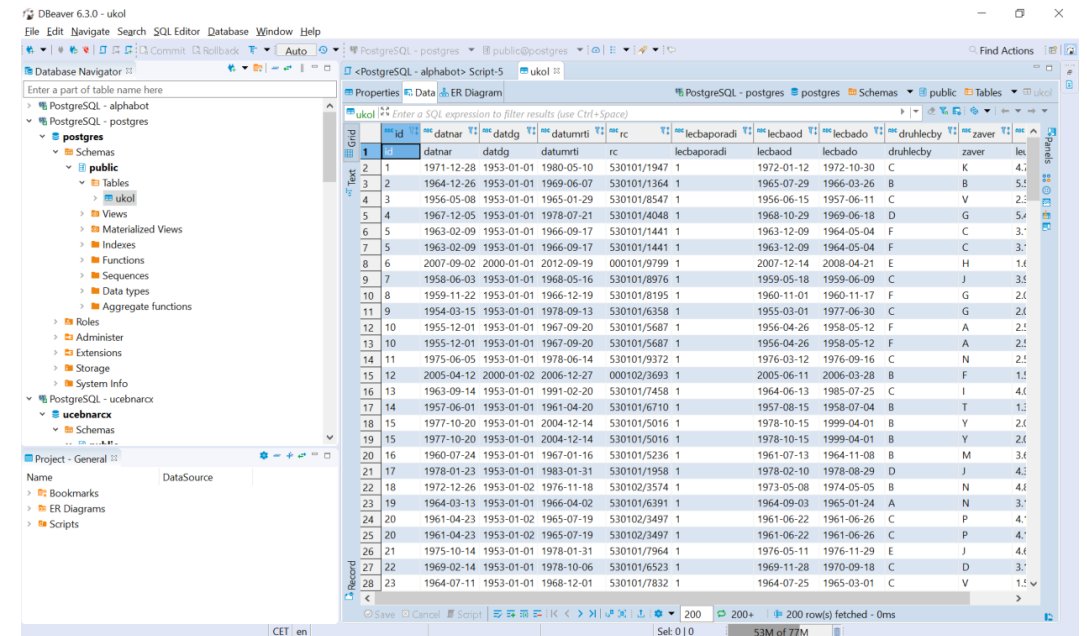 DBeaver 6.3.0 - ukol
File Edit Navigate Search SQL Editor Database Window Help
Commit Rollback Auto PostgreSQL - postgres public@postgres Find Actions
Database Navigator
Enter a part of table name here
PostgreSQL - alphabot
PostgreSQL - postgres
postgres
Schemas
public
Tables
ukol
Views
Materialized Views
Indexes
Functions
Sequences
Data types
Aggregate functions
Roles
Administer
Extensions
Storage
System Info
PostgreSQL - ucebnarcx
ucebnarcx
Schemas
Project - General
Name DataSource
Bookmarks
ER Diagrams
Scripts
<PostgreSQL - alphabot> Script-5 ukol
Properties Data ER Diagram PostgreSQL - postgres postgres Schemas public Tables ukol
ukol Enter a SQL expression to filter results (use Ctrl+Space)
Grid
Text
Record
Panels
id datnar datdg datumrti rc lecbaporadi lecbaod lecbado druhlecby zaver
1 id datnar datdg datumrti rc lecbaporadi lecbaod lecbado druhlecby zaver
2 1 1971-12-28 1953-01-01 1980-05-10 530101/1947 1 1972-01-12 1972-10-30 C K
3 2 1964-12-26 1953-01-01 1969-06-07 530101/1364 1 1965-07-29 1966-03-26 B B
4 3 1956-05-08 1953-01-01 1965-01-29 530101/8547 1 1956-06-15 1957-06-11 C V
5 4 1967-12-05 1953-01-01 1978-07-21 530101/4048 1 1968-10-29 1969-06-18 D G
6 5 1963-02-09 1953-01-01 1966-09-17 530101/1441 1 1963-12-09 1964-05-04 F C
7 5 1963-02-09 1953-01-01 1966-09-17 530101/1441 1 1963-12-09 1964-05-04 F C
8 6 2007-09-02 2000-01-01 2012-09-19 000101/9799 1 2007-12-14 2008-04-21 E H
9 7 1958-06-03 1953-01-01 1968-05-16 530101/8976 1 1959-05-18 1959-06-09 C J
10 8 1959-11-22 1953-01-01 1966-12-19 530101/8195 1 1960-11-01 1960-11-17 F G
11 9 1954-03-15 1953-01-01 1978-09-13 530101/6358 1 1955-03-01 1977-06-30 C G
12 10 1955-12-01 1953-01-01 1967-09-20 530101/5687 1 1956-04-26 1958-05-12 F A
13 10 1955-12-01 1953-01-01 1967-09-20 530101/5687 1 1956-04-26 1958-05-12 F A
14 11 1975-06-05 1953-01-01 1978-06-14 530101/9372 1 1976-03-12 1976-09-16 C N
15 12 2005-04-12 2000-01-02 2006-12-27 000102/3693 1 2005-06-11 2006-03-28 B F
16 13 1963-09-14 1953-01-01 1991-02-20 530101/7458 1 1964-06-13 1985-07-25 C I
17 14 1957-06-01 1953-01-01 1961-04-20 530101/6710 1 1957-08-15 1958-07-04 B T
18 15 1977-10-20 1953-01-01 2004-12-14 530101/5016 1 1978-10-15 1999-04-01 B Y
19 15 1977-10-20 1953-01-01 2004-12-14 530101/5016 1 1978-10-15 1999-04-01 B Y
20 16 1960-07-24 1953-01-01 1967-01-16 530101/5236 1 1961-07-13 1964-11-08 B M
21 17 1978-01-23 1953-01-01 1983-01-31 530101/1958 1 1978-02-10 1978-08-29 D J
22 18 1972-12-26 1953-01-02 1976-11-18 530102/3574 1 1973-05-08 1974-05-05 B N
23 19 1964-03-13 1953-01-01 1966-04-02 530101/6391 1 1964-09-03 1965-01-24 A N
24 20 1961-04-23 1953-01-02 1965-07-19 530102/3497 1 1961-06-22 1961-06-26 C P
25 20 1961-04-23 1953-01-02 1965-07-19 530102/3497 1 1961-06-22 1961-06-26 C P
26 21 1975-10-14 1953-01-01 1978-01-31 530101/7964 1 1976-05-11 1976-11-29 E J
27 22 1969-02-14 1953-01-01 1978-10-06 530101/6523 1 1969-11-28 1970-09-18 C D
28 23 1964-07-11 1953-01-01 1968-12-01 530101/7832 1 1964-07-25 1965-03-01 C V
Save Cancel Script 200 200+ 200 row(s) fetched - 0ms
CET en Sel: 0 | 0 53M of 77M